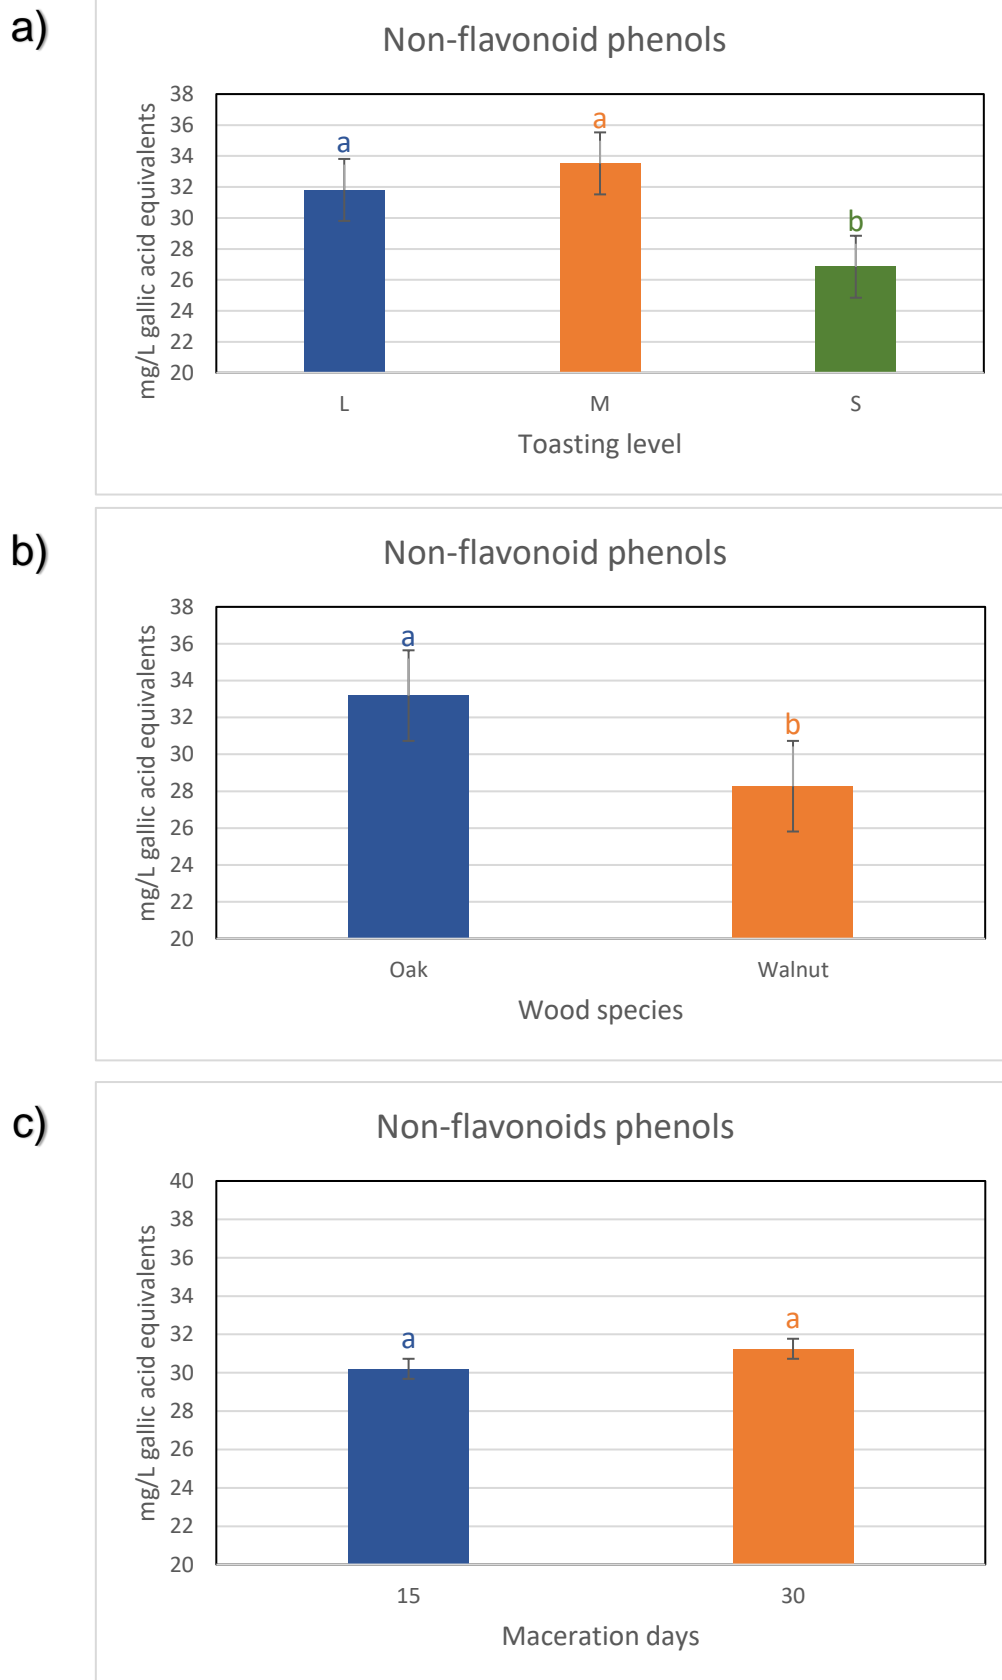 a)
Non-flavonoid phenols
mg/L gallic acid equivalents
38
36
34
32
30
28
26
24
22
20
a
a
b
L M S
Toasting level
b)
Non-flavonoid phenols
mg/L gallic acid equivalents
38
36
34
32
30
28
26
24
22
20
a
b
Oak Walnut
Wood species
c)
Non-flavonoids phenols
mg/L gallic acid equivalents
40
38
36
34
32
30
28
26
24
22
20
a
a
15 30
Maceration days